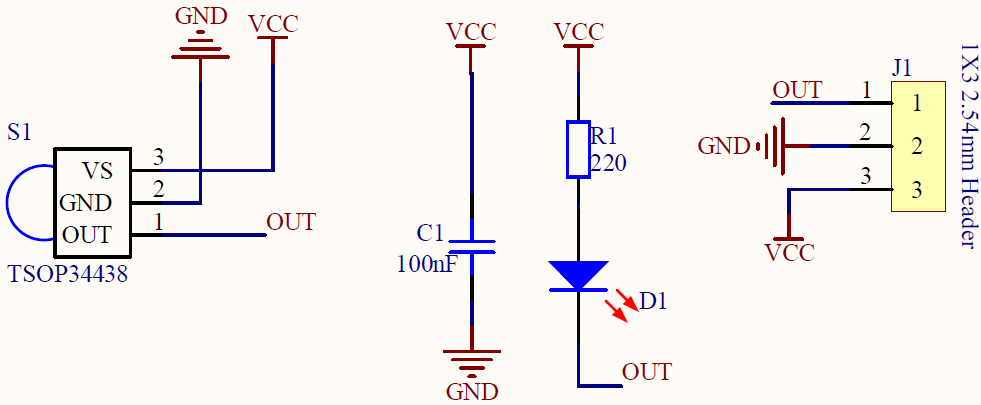 GND
VCC
S1
VS
3
GND
2
OUT
1
OUT
TSOP34438
VCC
C1
100nF
GND
VCC
R1
220
D1
OUT
J1
OUT
1
1
GND
2
2
3
3
VCC
1X3 2.54mm Header